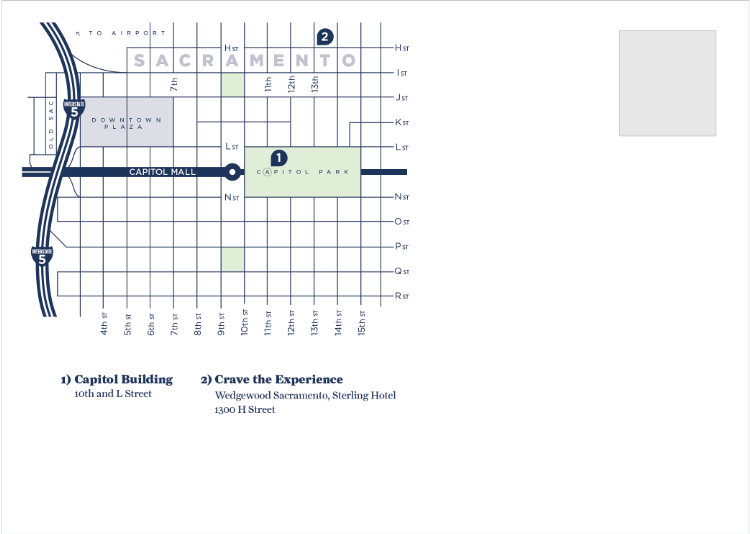 ↖ TO AIRPORT
2
H ST
H ST
SACRAMENTO
I ST
7th
11th
12th
13th
J ST
INTERSTATE
5
OLD SAC
DOWNTOWN
PLAZA
K ST
L ST
L ST
1
CAPITOL MALL
CAPITOL PARK
N ST
N ST
O ST
P ST
INTERSTATE
5
Q ST
R ST
4th ST
5th ST
6th ST
7th ST
8th ST
9th ST
10th ST
11th ST
12th ST
13th ST
14th ST
15th ST
1) Capitol Building
10th and L Street
2) Crave the Experience
Wedgewood Sacramento, Sterling Hotel
1300 H Street